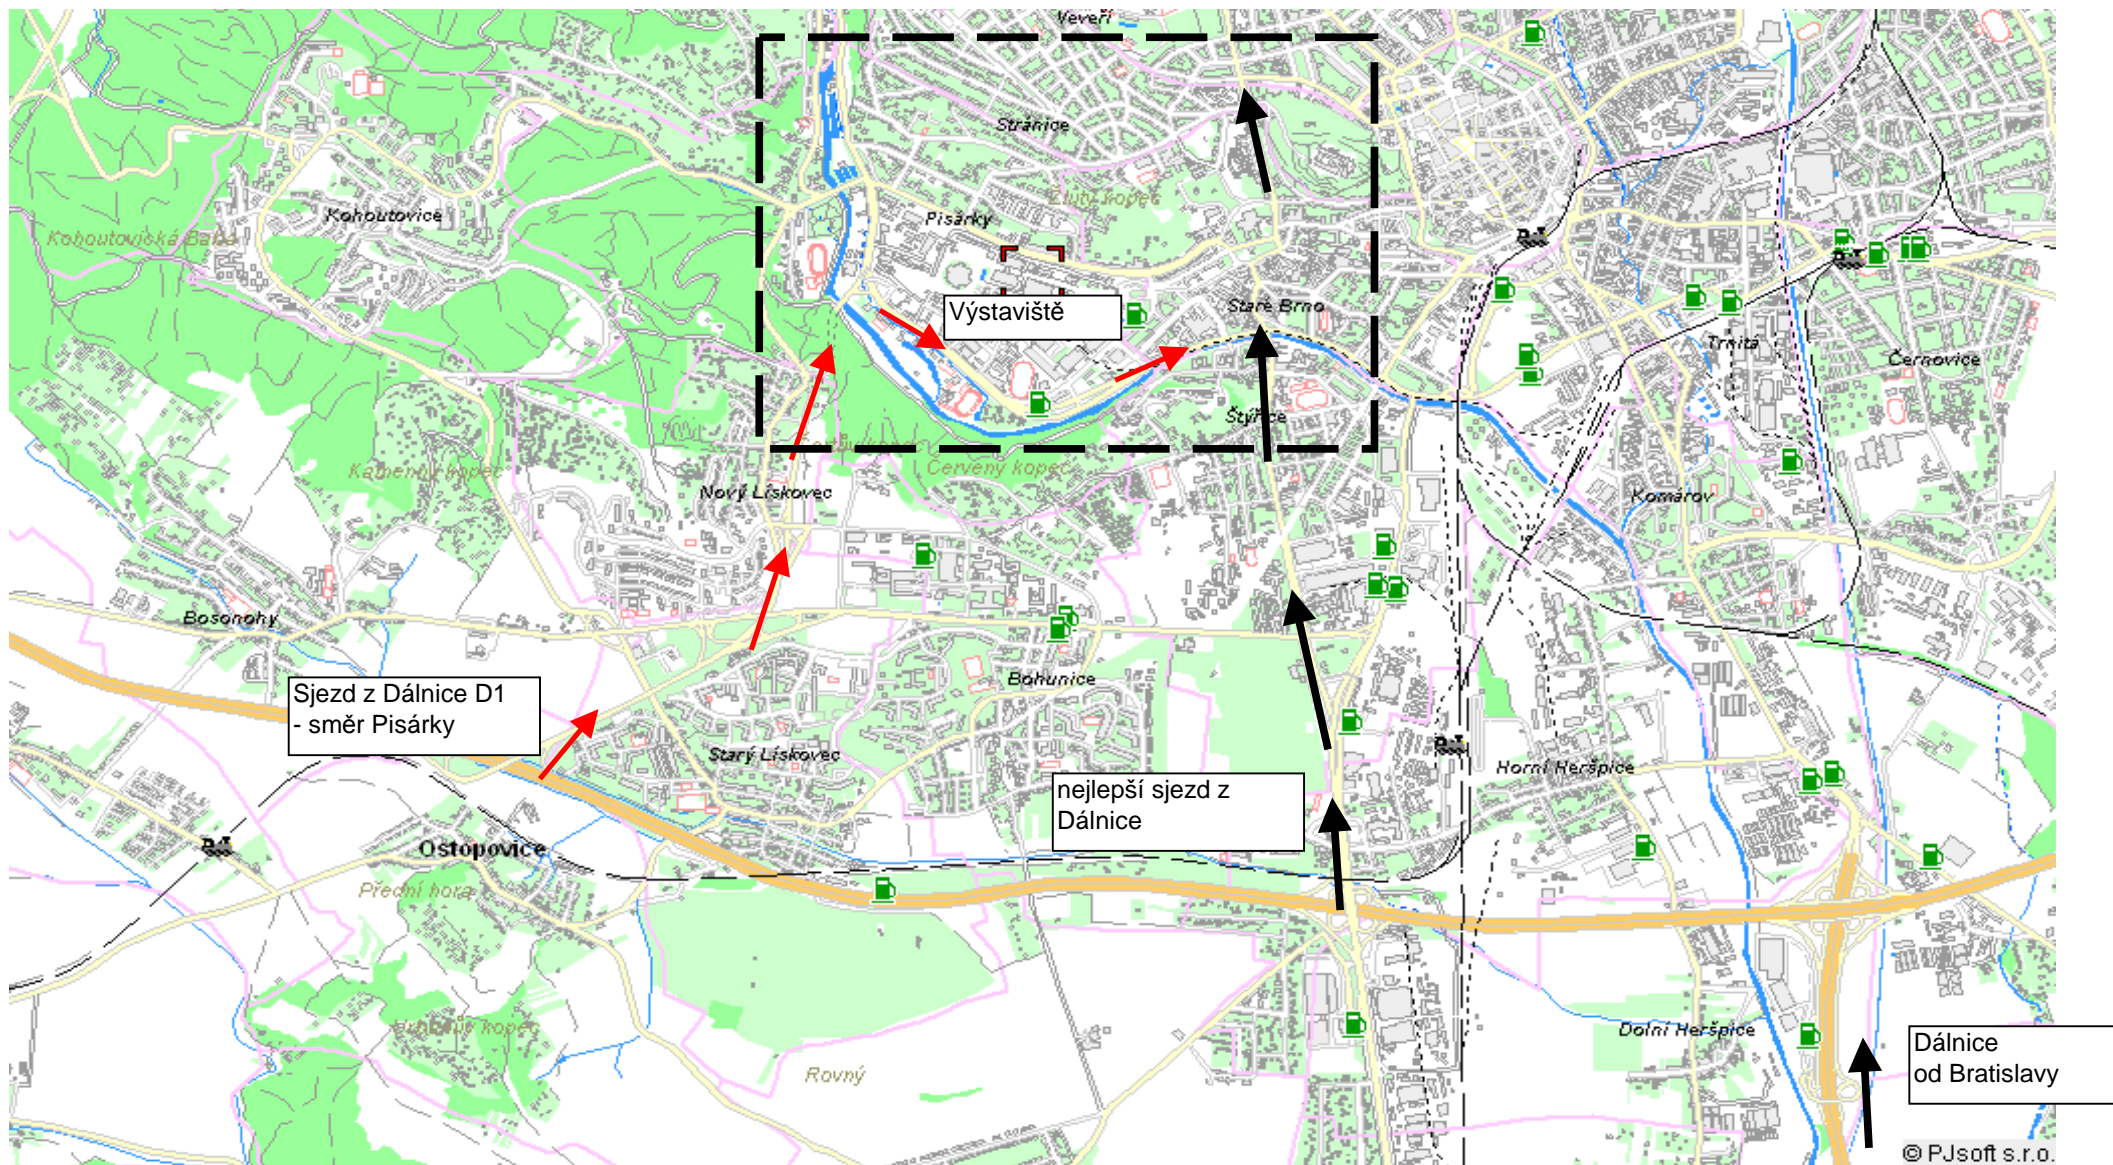 Veveří
Stránice
Kohoutovice
Kohoutovická Baba
Pisárky
Žlutý kopec
Výstaviště
Staré Brno
Trnitá
Černovice
Štýřice
Červený kopec
Kamenný kopec
Nový Lískovec
Komárov
Bosonohy
Sjezd z Dálnice D1
- směr Pisárky
Bohunice
Starý Lískovec
Horní Heršpice
nejlepší sjezd z
Dálnice
Ostopovice
Přední hora
Dolní Heršpice
Dálnice
od Bratislavy
Rovný
© PJsoft s.r.o.